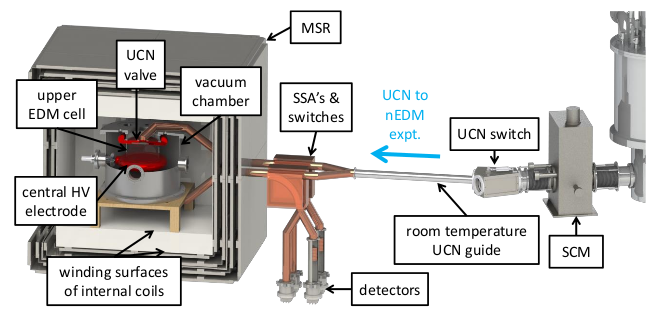 MSR
UCN
valve
upper
EDM cell
vacuum
chamber
SSA's &
switches
UCN to
nEDM
expt.
UCN switch
central HV
electrode
room temperature
UCN guide
SCM
winding surfaces
of internal coils
detectors